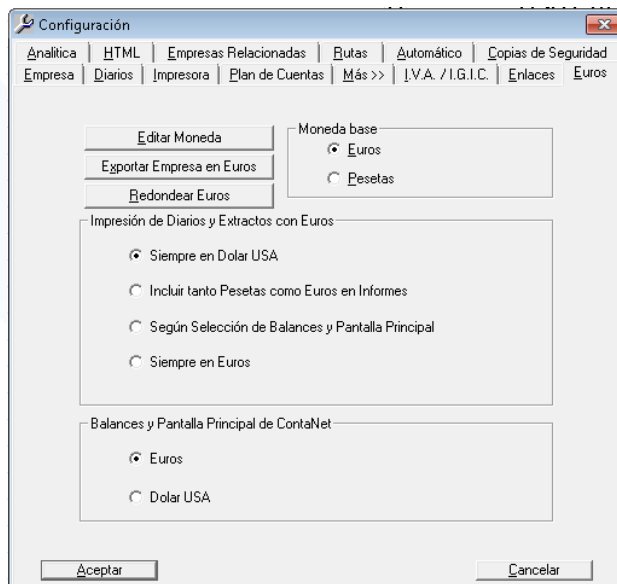 Configuración
Analítica HTML Empresas Relacionadas Rutas Automático Copias de Seguridad
Empresa Diarios Impresora Plan de Cuentas Más >> I.V.A. / I.G.I.C. Enlaces Euros
Editar Moneda
Exportar Empresa en Euros
Redondear Euros
Moneda base
Euros
Pesetas
Impresión de Diarios y Extractos con Euros
Siempre en Dolar USA
Incluir tanto Pesetas como Euros en Informes
Según Selección de Balances y Pantalla Principal
Siempre en Euros
Balances y Pantalla Principal de ContaNet
Euros
Dolar USA
Aceptar Cancelar